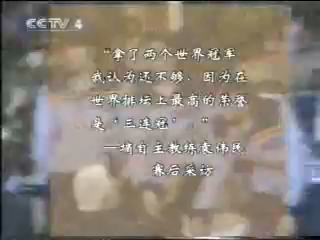 CCTV 4
“拿了两个世界冠军
我认为还不够，因为在
世界排坛上最高的荣誉
是‘三连冠’。”
—摘自主教练袁伟民
赛后采访